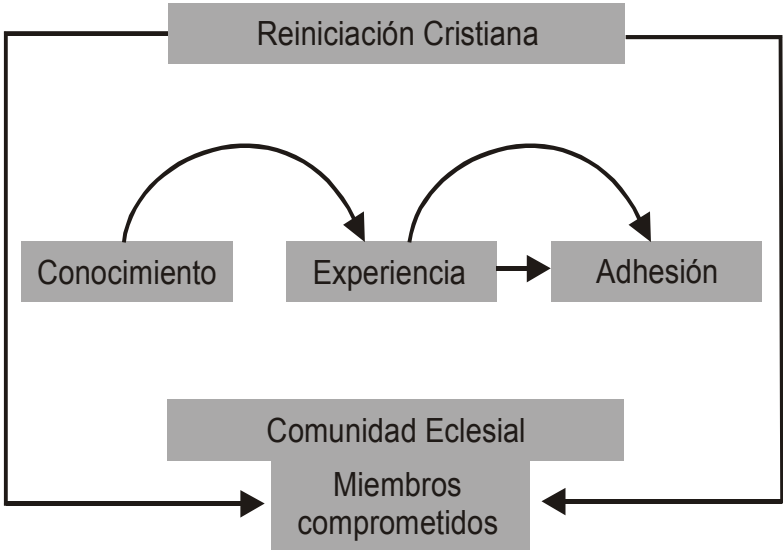 Reiniciación Cristiana
Conocimiento
Experiencia
Adhesión
Comunidad Eclesial
Miembros
comprometidos